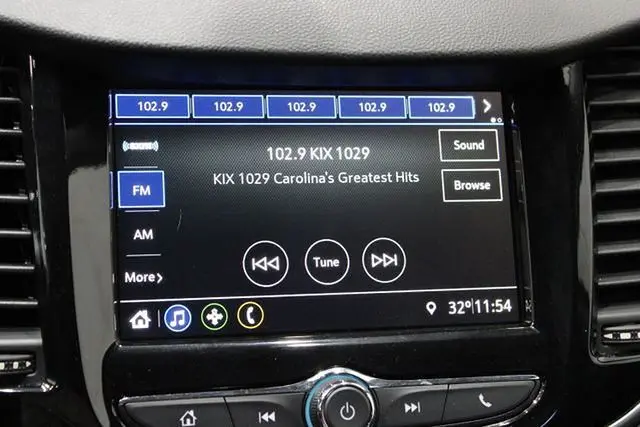 102.9 102.9 102.9 102.9 102.9
102.9 KIX 1029
Sound
KIX 1029 Carolina's Greatest Hits
FM
Browse
AM
Tune
More
32° 11:54